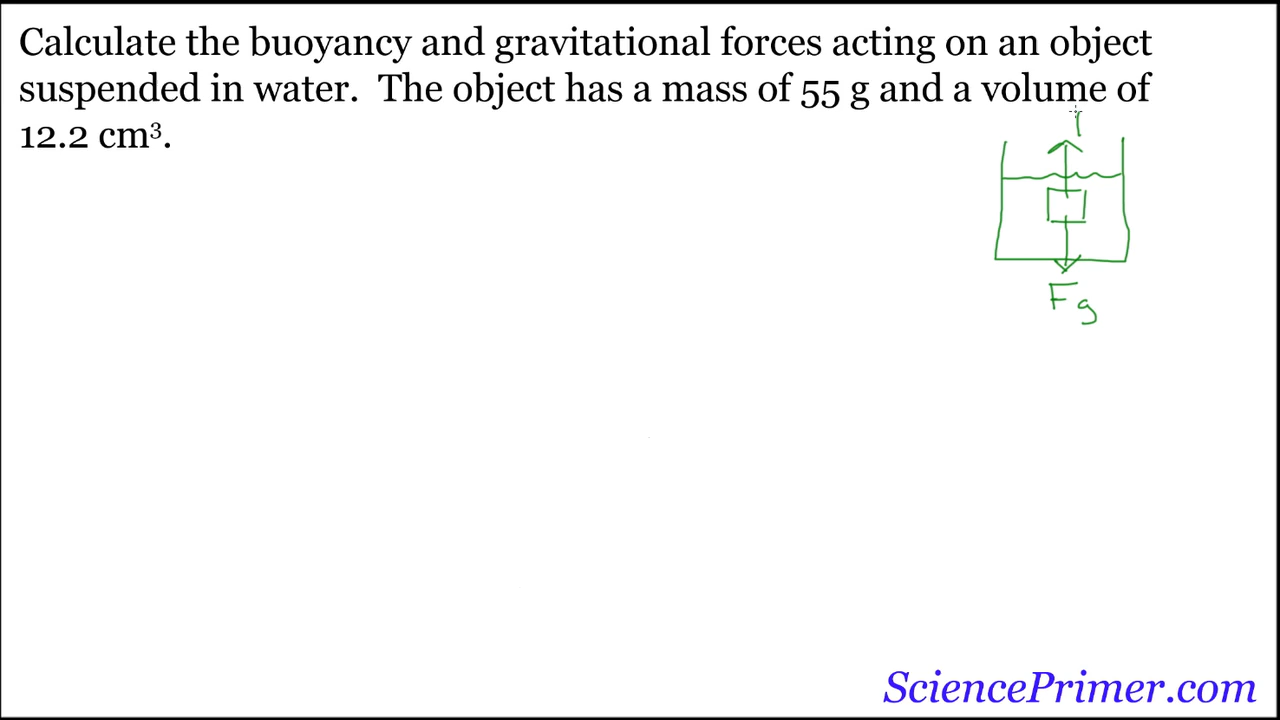 Calculate the buoyancy and gravitational forces acting on an object
suspended in water. The object has a mass of 55 g and a volume of
12.2 cm³.
Fg
SciencePrimer.com